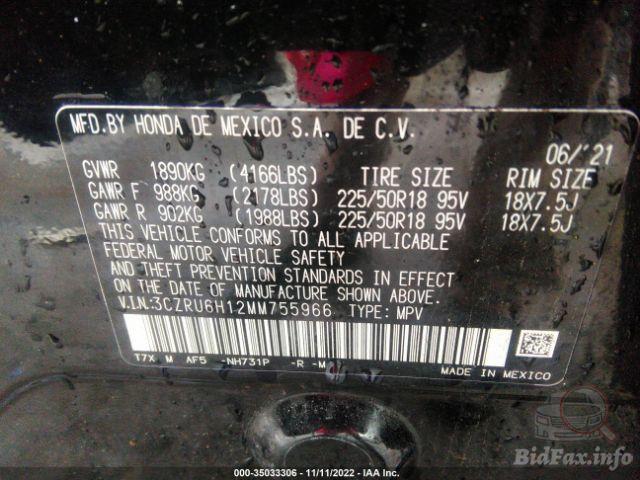 MFD.BY HONDA DE MEXICO S.A. DE C.V.
06/'21
GVWR 1890KG (4166LBS) TIRE SIZE RIM SIZE
GAWR F 988KG (2178LBS) 225/50R18 95V 18X7.5J
GAWR R 902KG (1988LBS) 225/50R18 95V 18X7.5J
THIS VEHICLE CONFORMS TO ALL APPLICABLE
FEDERAL MOTOR VEHICLE SAFETY
AND THEFT PREVENTION STANDARDS IN EFFECT
ON THE DATE OF MANUFACTURE SHOWN ABOVE.
V.I.N:3CZRU6H12MM755966 TYPE: MPV
T7X M AF5 -NH731P -R -M
MADE IN MEXICO
BidFax.info
000-35033306 - 11/11/2022 - IAA Inc.